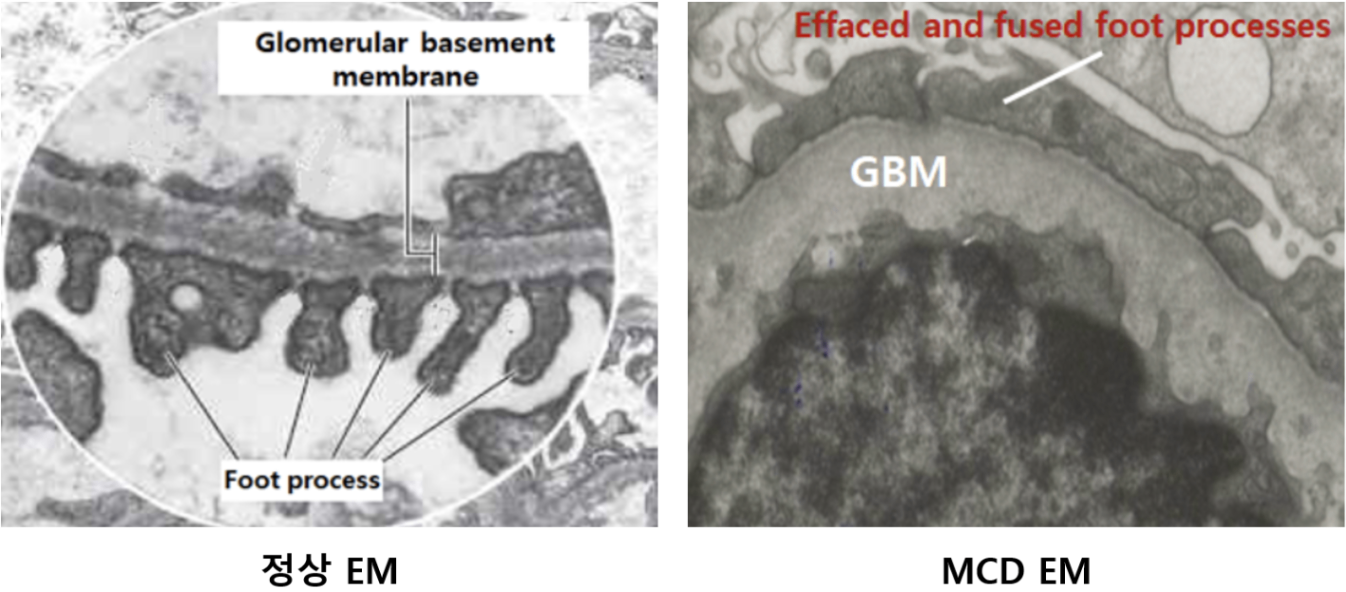 Glomerular basement
membrane
Foot process
Effaced and fused foot processes
GBM
정상 EM
MCD EM